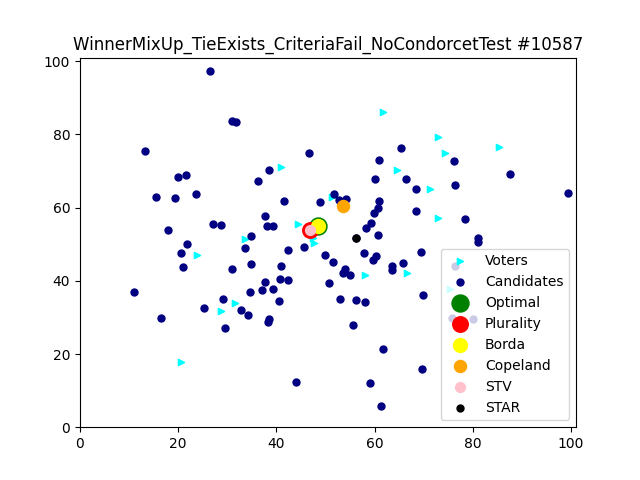 WinnerMixUp_TieExists_CriteriaFail_NoCondorcetTest #10587
100
80
60
40
20
0
0 20 40 60 80 100
Voters
Candidates
Optimal
Plurality
Borda
Copeland
STV
STAR